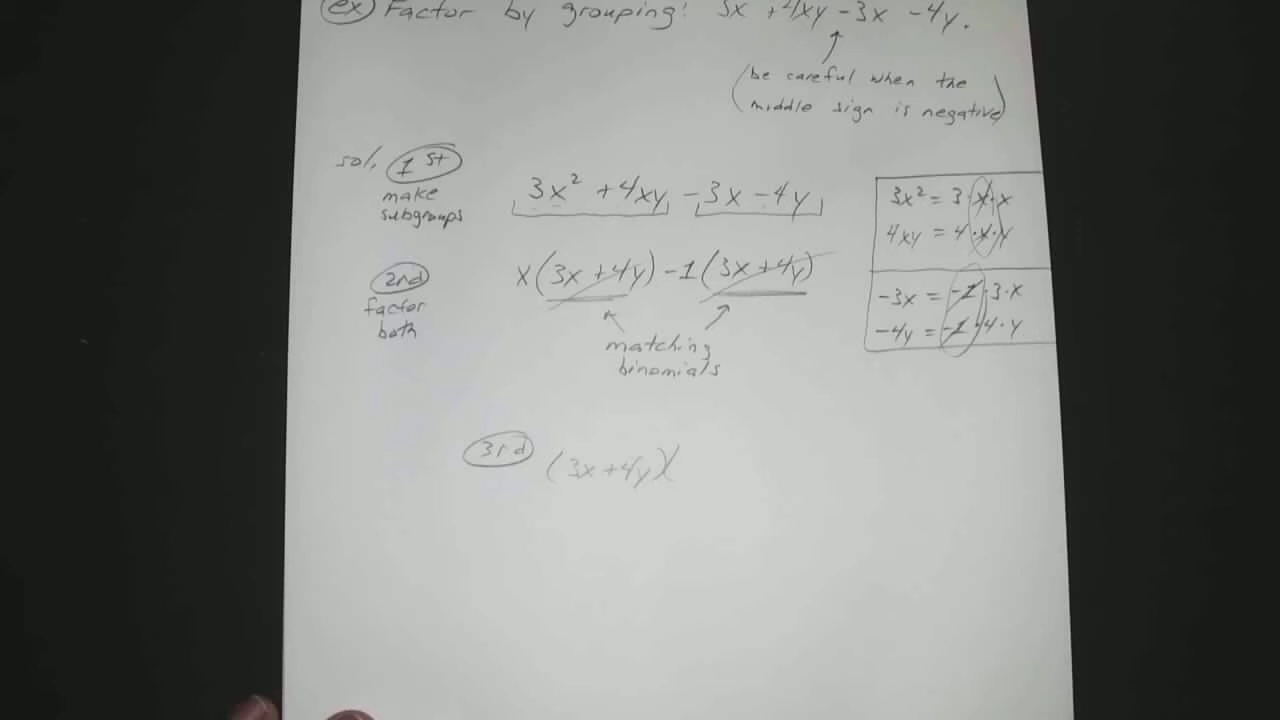 ex Factor by grouping: 3x² +4xy -3x -4y.
(be careful when the
middle sign is negative)
sol, 1st
make
subgroups
3x² +4xy -3x -4y
3x² = 3·x·x
4xy = 4·x·y
2nd
factor
both
x(3x+4y) -1(3x+4y)
-3x = -1·3·x
-4y = -1·4·y
matching
binomials
3rd (3x+4y)(